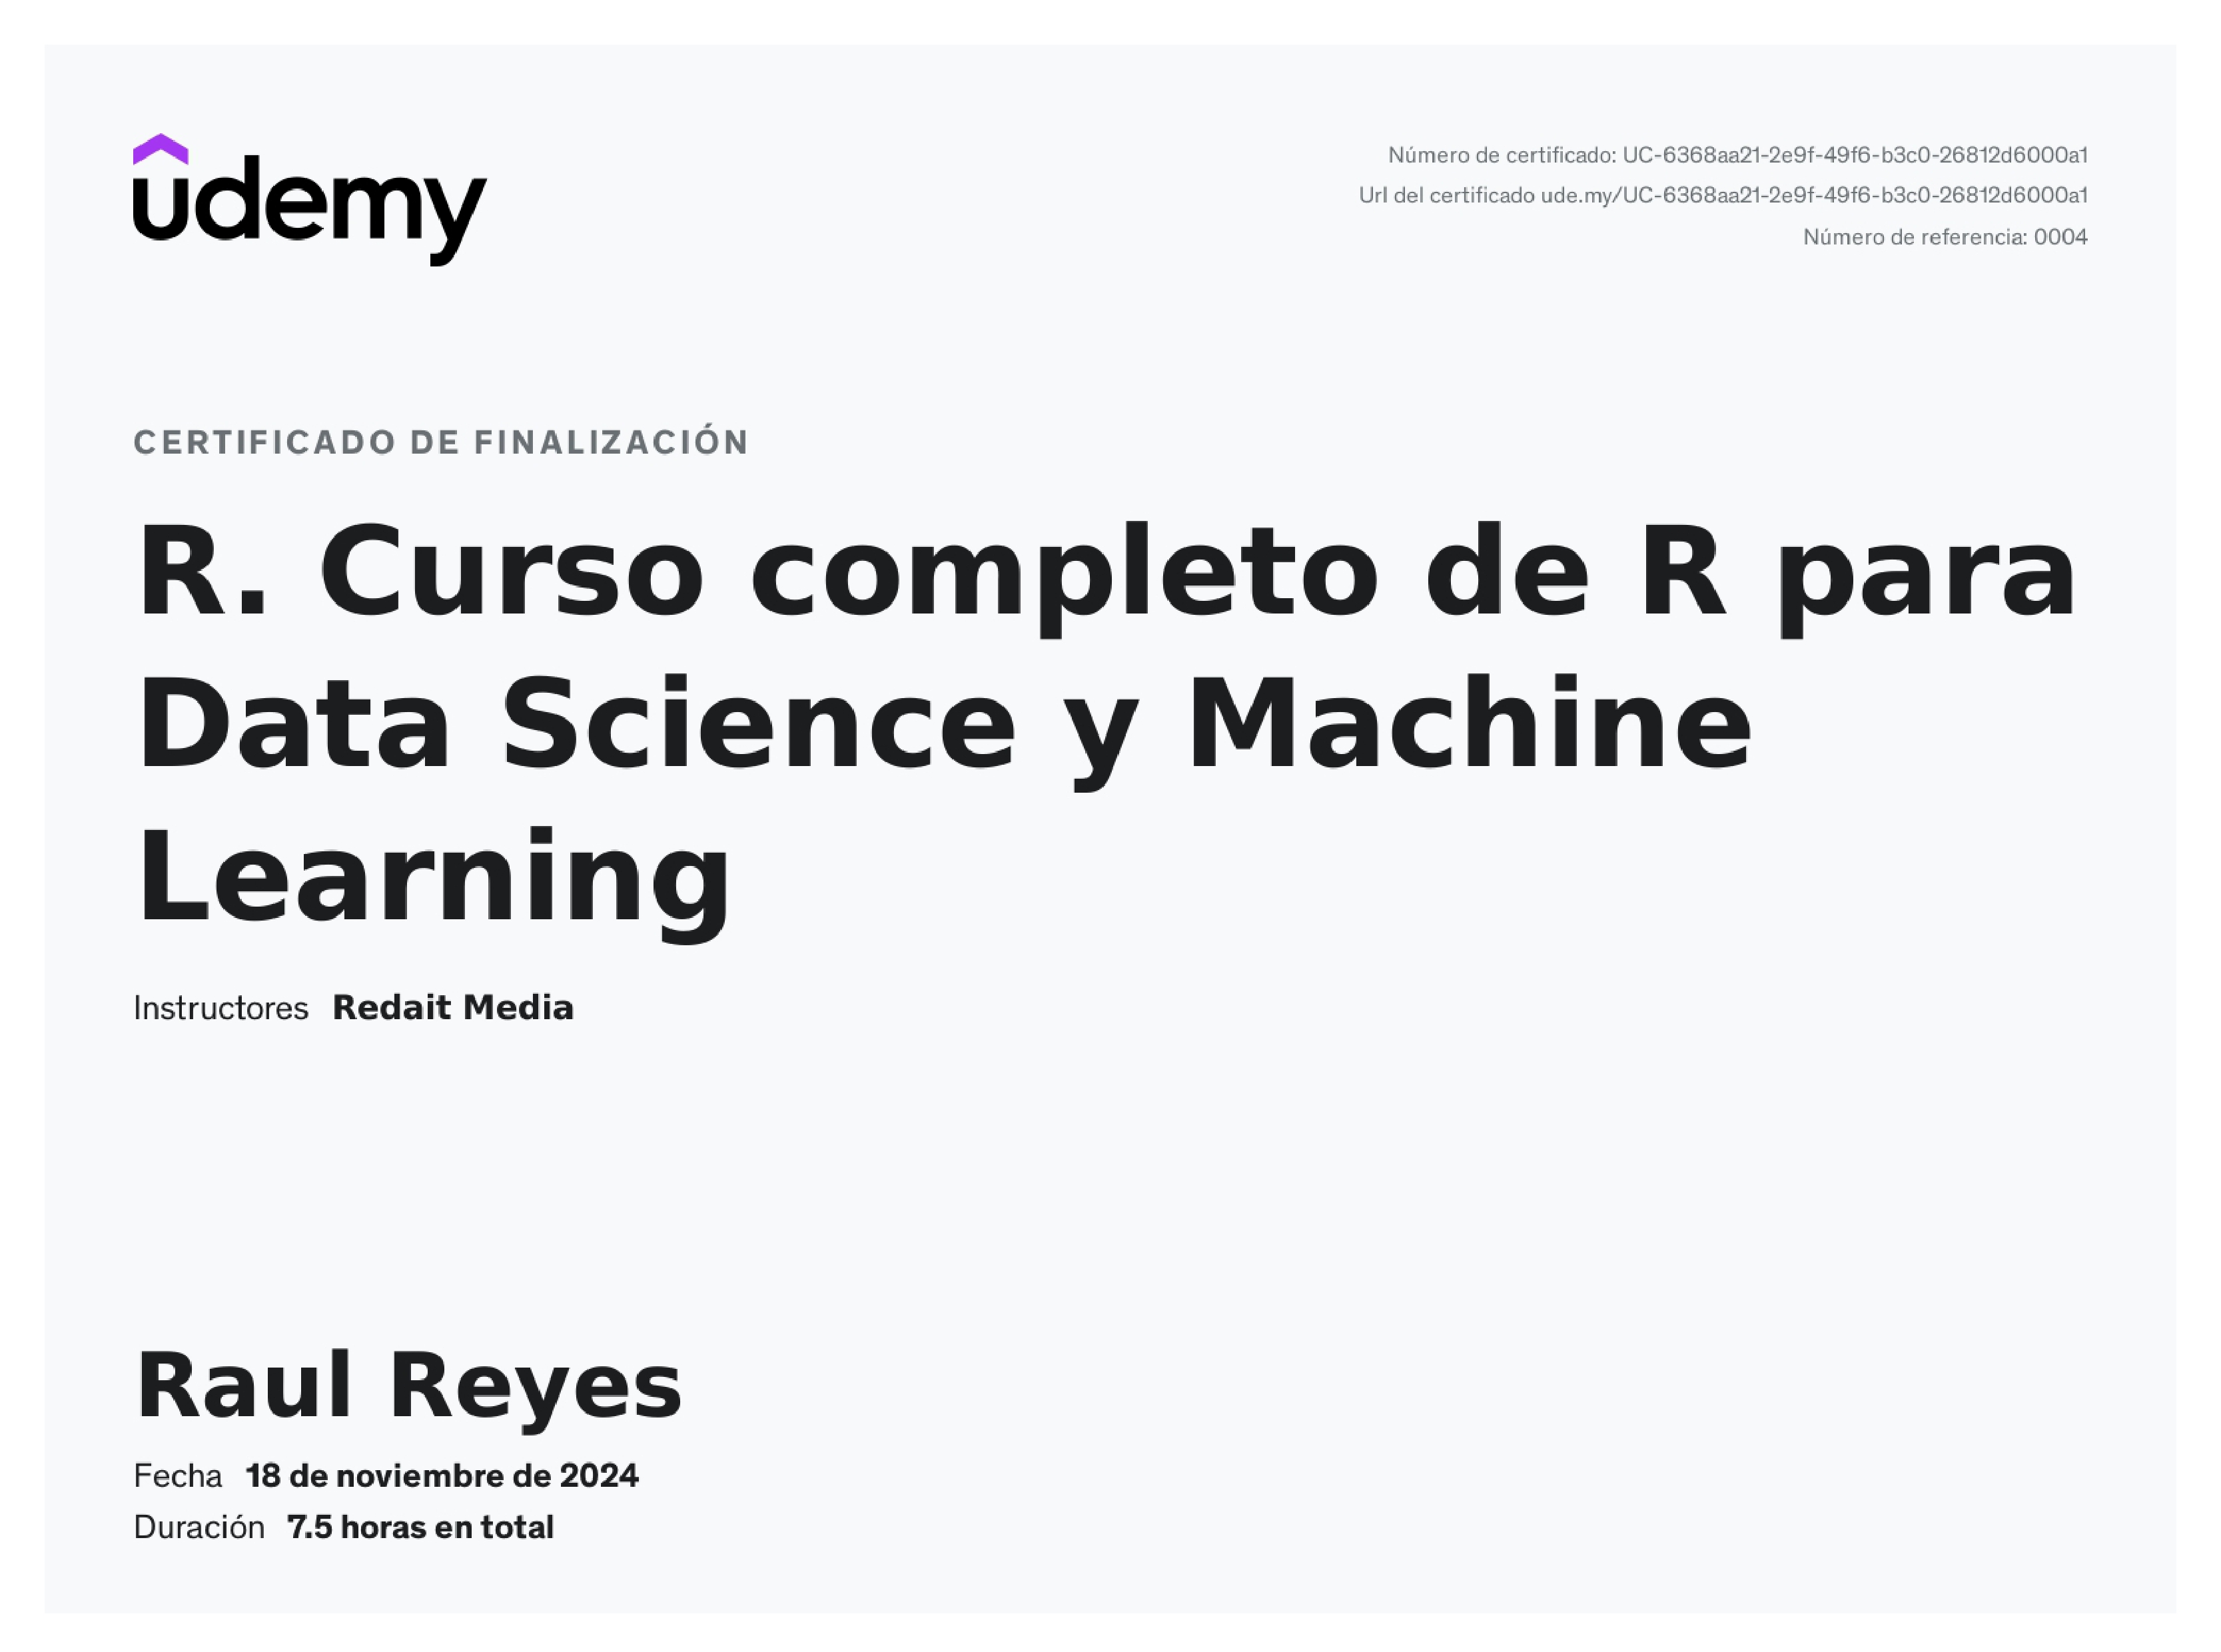 udemy
Número de certificado: UC-6368aa21-2e9f-49f6-b3c0-26812d6000a1
Url del certificado ude.my/UC-6368aa21-2e9f-49f6-b3c0-26812d6000a1
Número de referencia: 0004
CERTIFICADO DE FINALIZACIÓN
R. Curso completo de R para
Data Science y Machine
Learning
Instructores Redait Media
Raul Reyes
Fecha 18 de noviembre de 2024
Duración 7.5 horas en total